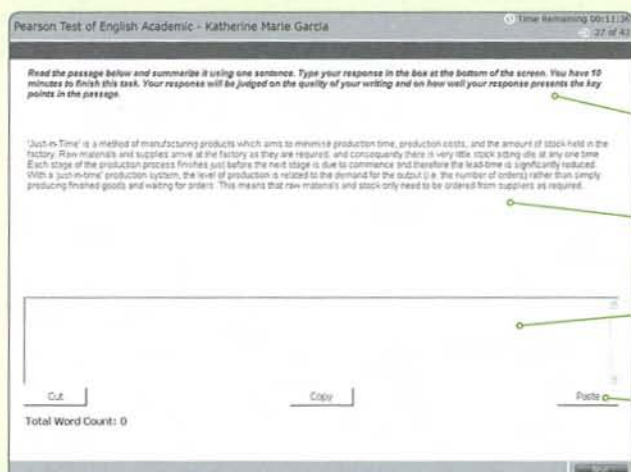 Pearson Test of English Academic - Katherine Marie Garcia
Time Remaining 00:11:30
27 of 43
Read the passage below and summarize it using one sentence. Type your response in the box at the bottom of the screen. You have 10
minutes to finish this task. Your response will be judged on the quality of your writing and on how well your response presents the key
points in the passage.
'Just-in-Time' is a method of manufacturing products which aims to minimise production time, production costs, and the amount of stock held in the
factory. Raw materials and supplies arrive at the factory as they are required, and consequently there is very little stock sitting idle at any one time.
Each stage of the production process finishes just before the next stage is due to commence and therefore the lead-time is significantly reduced.
With a 'just-in-time' production system, the level of production is related to the demand for the output (i.e. the number of orders) rather than simply
producing finished goods and waiting for orders. This means that raw materials and stock only need to be ordered from suppliers as required.
Cut
Copy
Paste
Total Word Count: 0